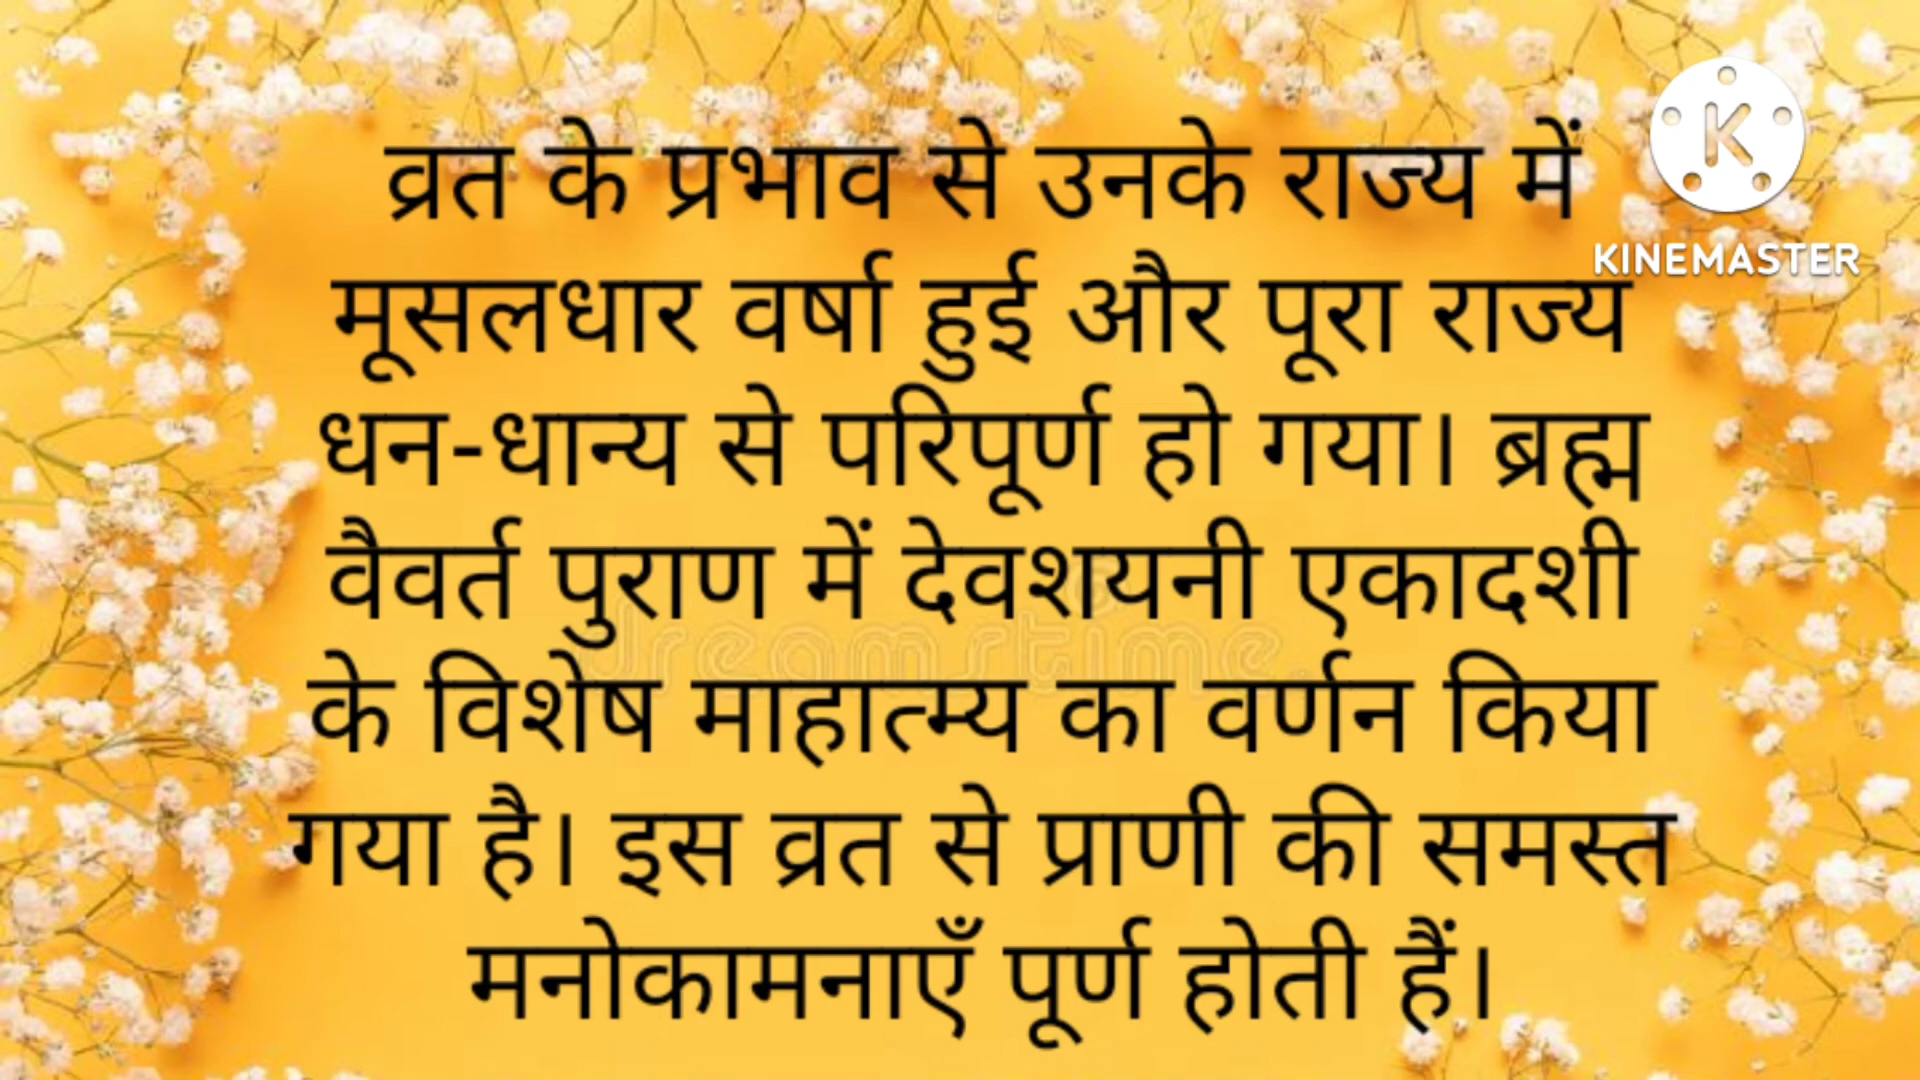 व्रत के प्रभाव से उनके राज्य में
मूसलधार वर्षा हुई और पूरा राज्य
धन-धान्य से परिपूर्ण हो गया। ब्रह्म
वैवर्त पुराण में देवशयनी एकादशी
के विशेष माहात्म्य का वर्णन किया
गया है। इस व्रत से प्राणी की समस्त
मनोकामनाएँ पूर्ण होती हैं।
K
KINEMASTER
dreamstime.